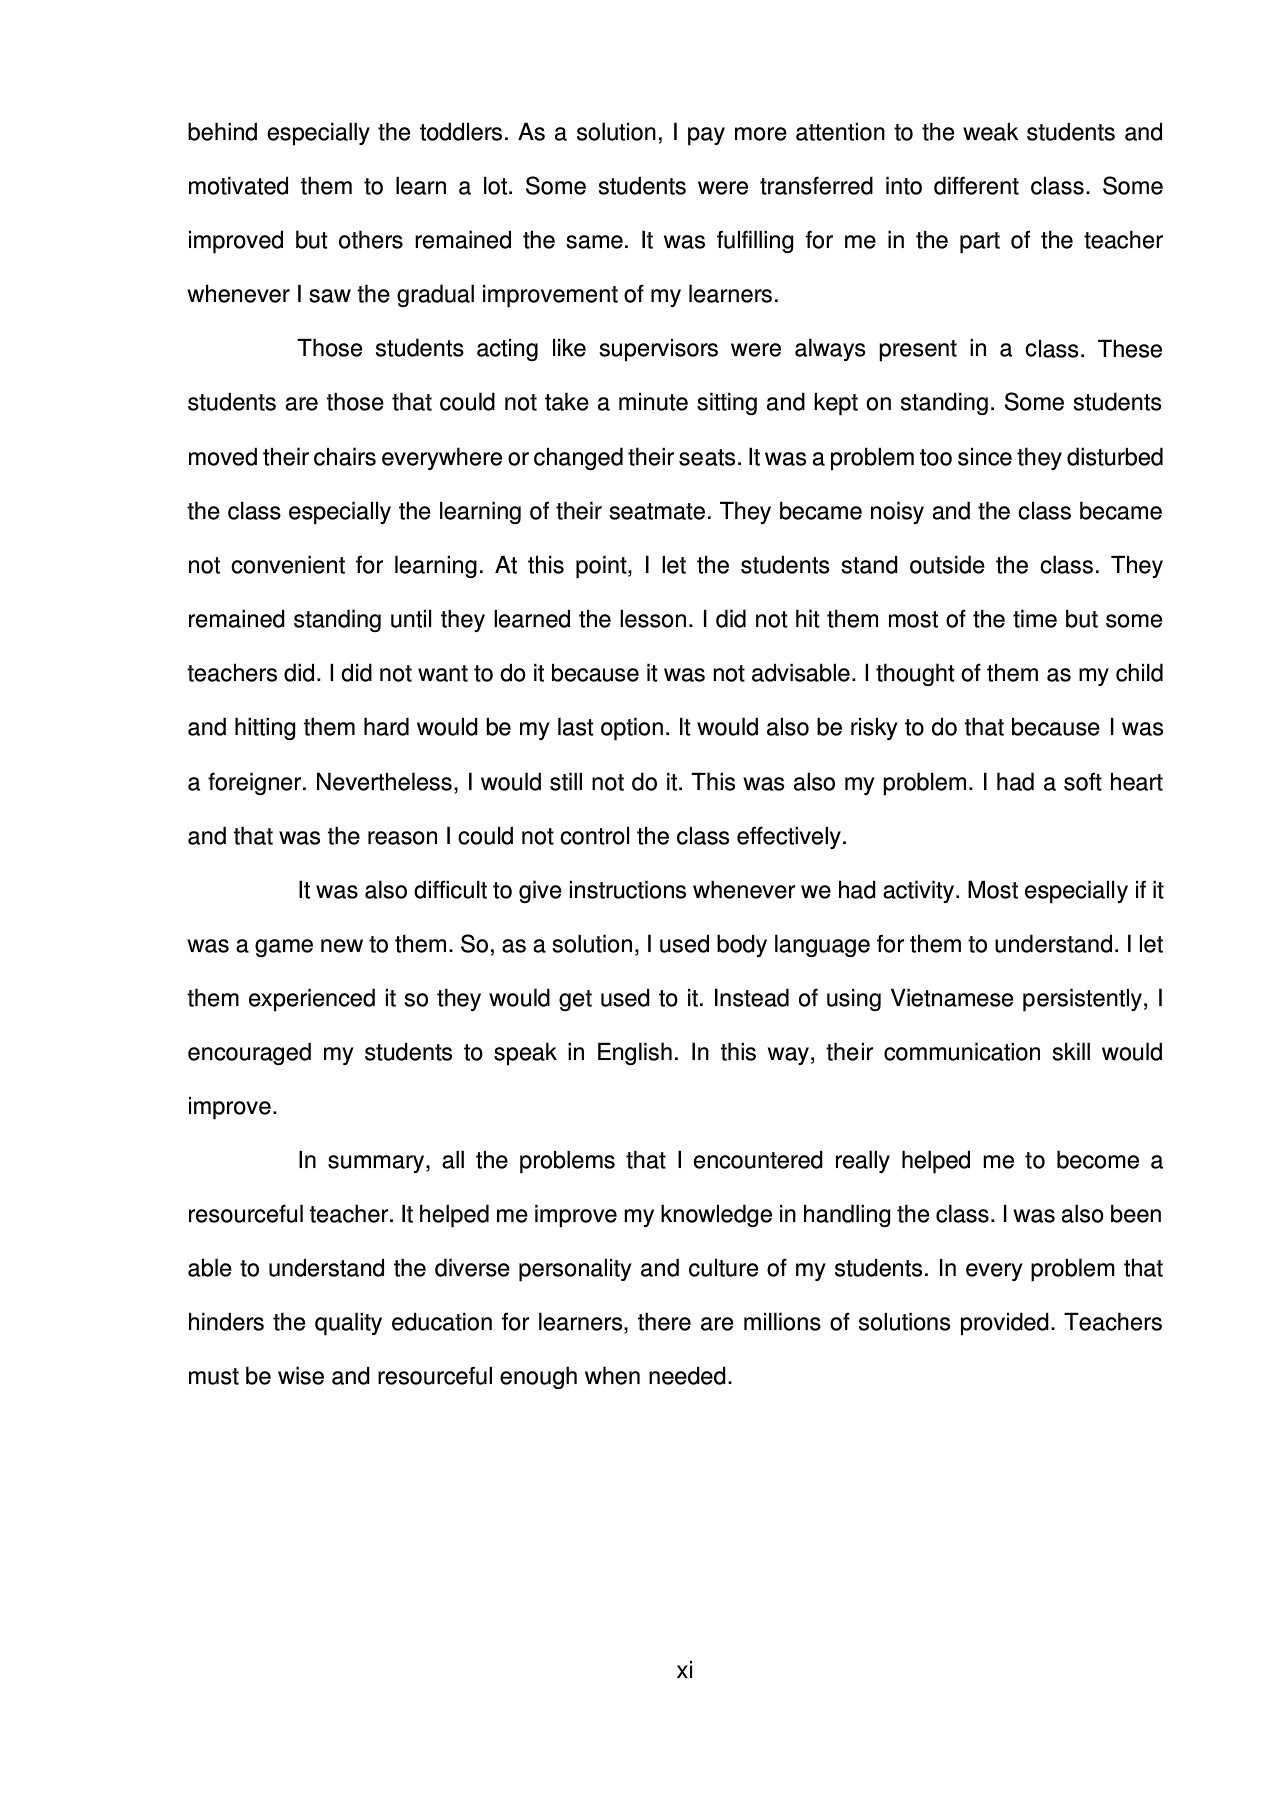 behind especially the toddlers. As a solution, I pay more attention to the weak students and
motivated them to learn a lot. Some students were transferred into different class. Some
improved but others remained the same. It was fulfilling for me in the part of the teacher
whenever I saw the gradual improvement of my learners.
Those students acting like supervisors were always present in a class. These
students are those that could not take a minute sitting and kept on standing. Some students
moved their chairs everywhere or changed their seats. It was a problem too since they disturbed
the class especially the learning of their seatmate. They became noisy and the class became
not convenient for learning. At this point, I let the students stand outside the class. They
remained standing until they learned the lesson. I did not hit them most of the time but some
teachers did. I did not want to do it because it was not advisable. I thought of them as my child
and hitting them hard would be my last option. It would also be risky to do that because I was
a foreigner. Nevertheless, I would still not do it. This was also my problem. I had a soft heart
and that was the reason I could not control the class effectively.
It was also difficult to give instructions whenever we had activity. Most especially if it
was a game new to them. So, as a solution, I used body language for them to understand. I let
them experienced it so they would get used to it. Instead of using Vietnamese persistently, I
encouraged my students to speak in English. In this way, their communication skill would
improve.
In summary, all the problems that I encountered really helped me to become a
resourceful teacher. It helped me improve my knowledge in handling the class. I was also been
able to understand the diverse personality and culture of my students. In every problem that
hinders the quality education for learners, there are millions of solutions provided. Teachers
must be wise and resourceful enough when needed.
xi